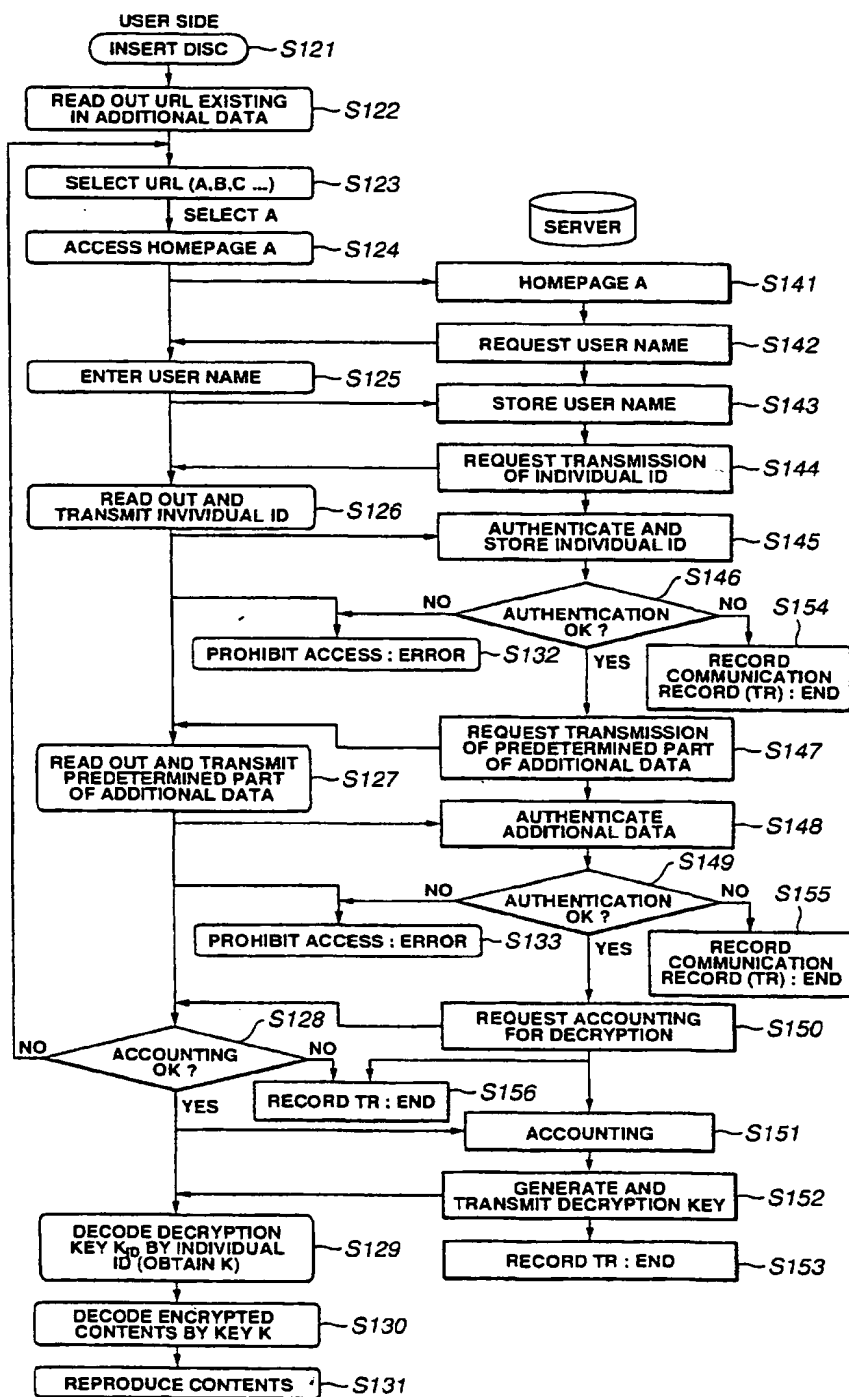 USER SIDE
INSERT DISC
S121
READ OUT URL EXISTING
IN ADDITIONAL DATA
S122
SELECT URL (A,B,C ...)
S123
SELECT A
SERVER
ACCESS HOMEPAGE A
S124
HOMEPAGE A
S141
REQUEST USER NAME
S142
ENTER USER NAME
S125
STORE USER NAME
S143
REQUEST TRANSMISSION
OF INDIVIDUAL ID
S144
READ OUT AND
TRANSMIT INVIVIDUAL ID
S126
AUTHENTICATE AND
STORE INDIVIDUAL ID
S145
S146
NO
AUTHENTICATION
OK ?
NO
S154
PROHIBIT ACCESS : ERROR
S132
YES
RECORD
COMMUNICATION
RECORD (TR) : END
REQUEST TRANSMISSION
OF PREDETERMINED PART
OF ADDITIONAL DATA
S147
READ OUT AND TRANSMIT
PREDETERMINED PART
OF ADDITIONAL DATA
S127
AUTHENTICATE
ADDITIONAL DATA
S148
S149
NO
AUTHENTICATION
OK ?
NO
S155
PROHIBIT ACCESS : ERROR
S133
YES
RECORD
COMMUNICATION
RECORD (TR) : END
S128
REQUEST ACCOUNTING
FOR DECRYPTION
S150
NO
ACCOUNTING
OK ?
NO
YES
RECORD TR : END
S156
ACCOUNTING
S151
GENERATE AND
TRANSMIT DECRYPTION KEY
S152
DECODE DECRYPTION
KEY KID BY INDIVIDUAL
ID (OBTAIN K)
S129
RECORD TR : END
S153
DECODE ENCRYPTED
CONTENTS BY KEY K
S130
REPRODUCE CONTENTS
S131